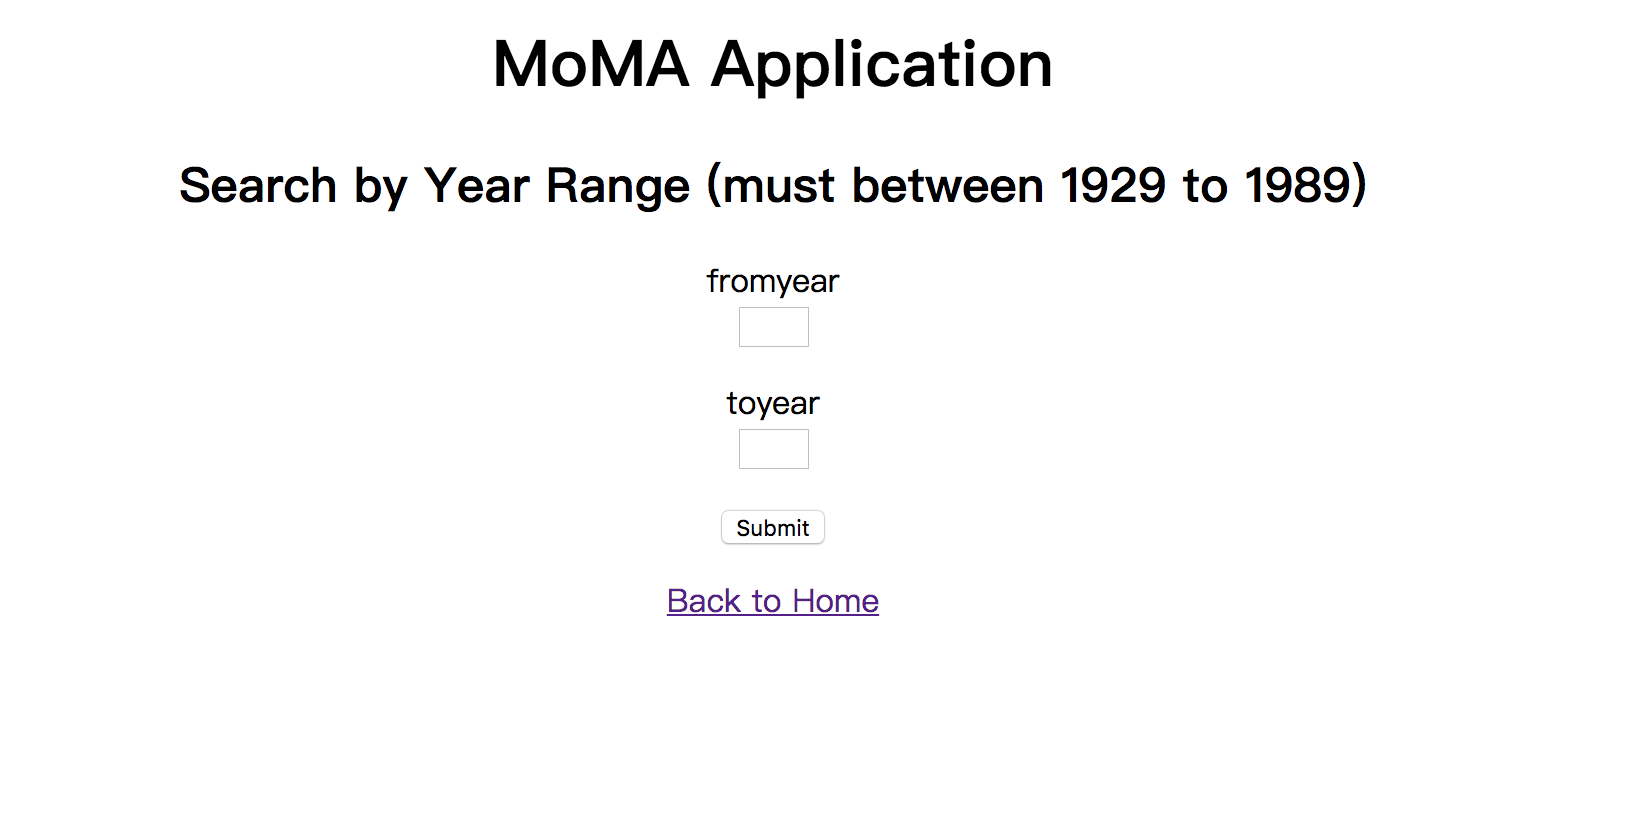 MoMA Application
Search by Year Range (must between 1929 to 1989)
fromyear
toyear
Submit
Back to Home